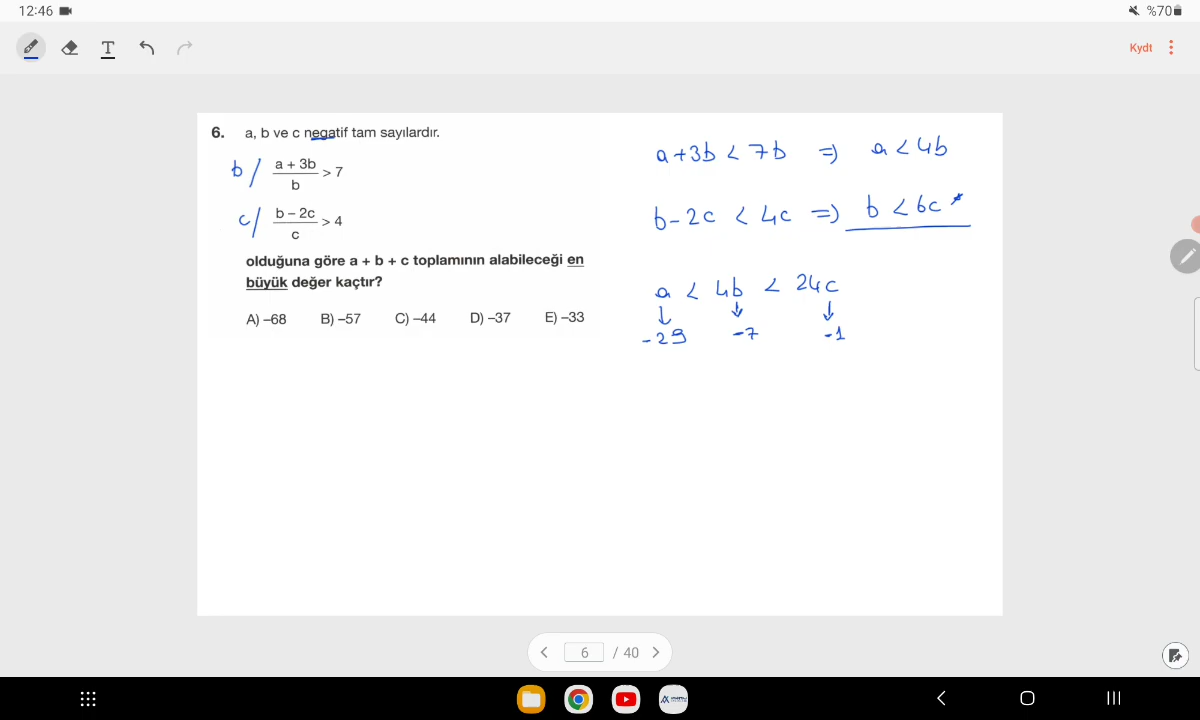 12:46
%70
T
Kydt
6. a, b ve c negatif tam sayılardır.
b/ a + 3b / b > 7
c/ b – 2c / c > 4
olduğuna göre a + b + c toplamının alabileceği en
büyük değer kaçtır?
A) –68 B) –57 C) –44 D) –37 E) –33
a+3b < 7b ⇒ a < 4b
b-2c < 4c ⇒ b < 6c *
a < 4b < 24c
↓ ↓ ↓
-29 -7 -1
6 / 40